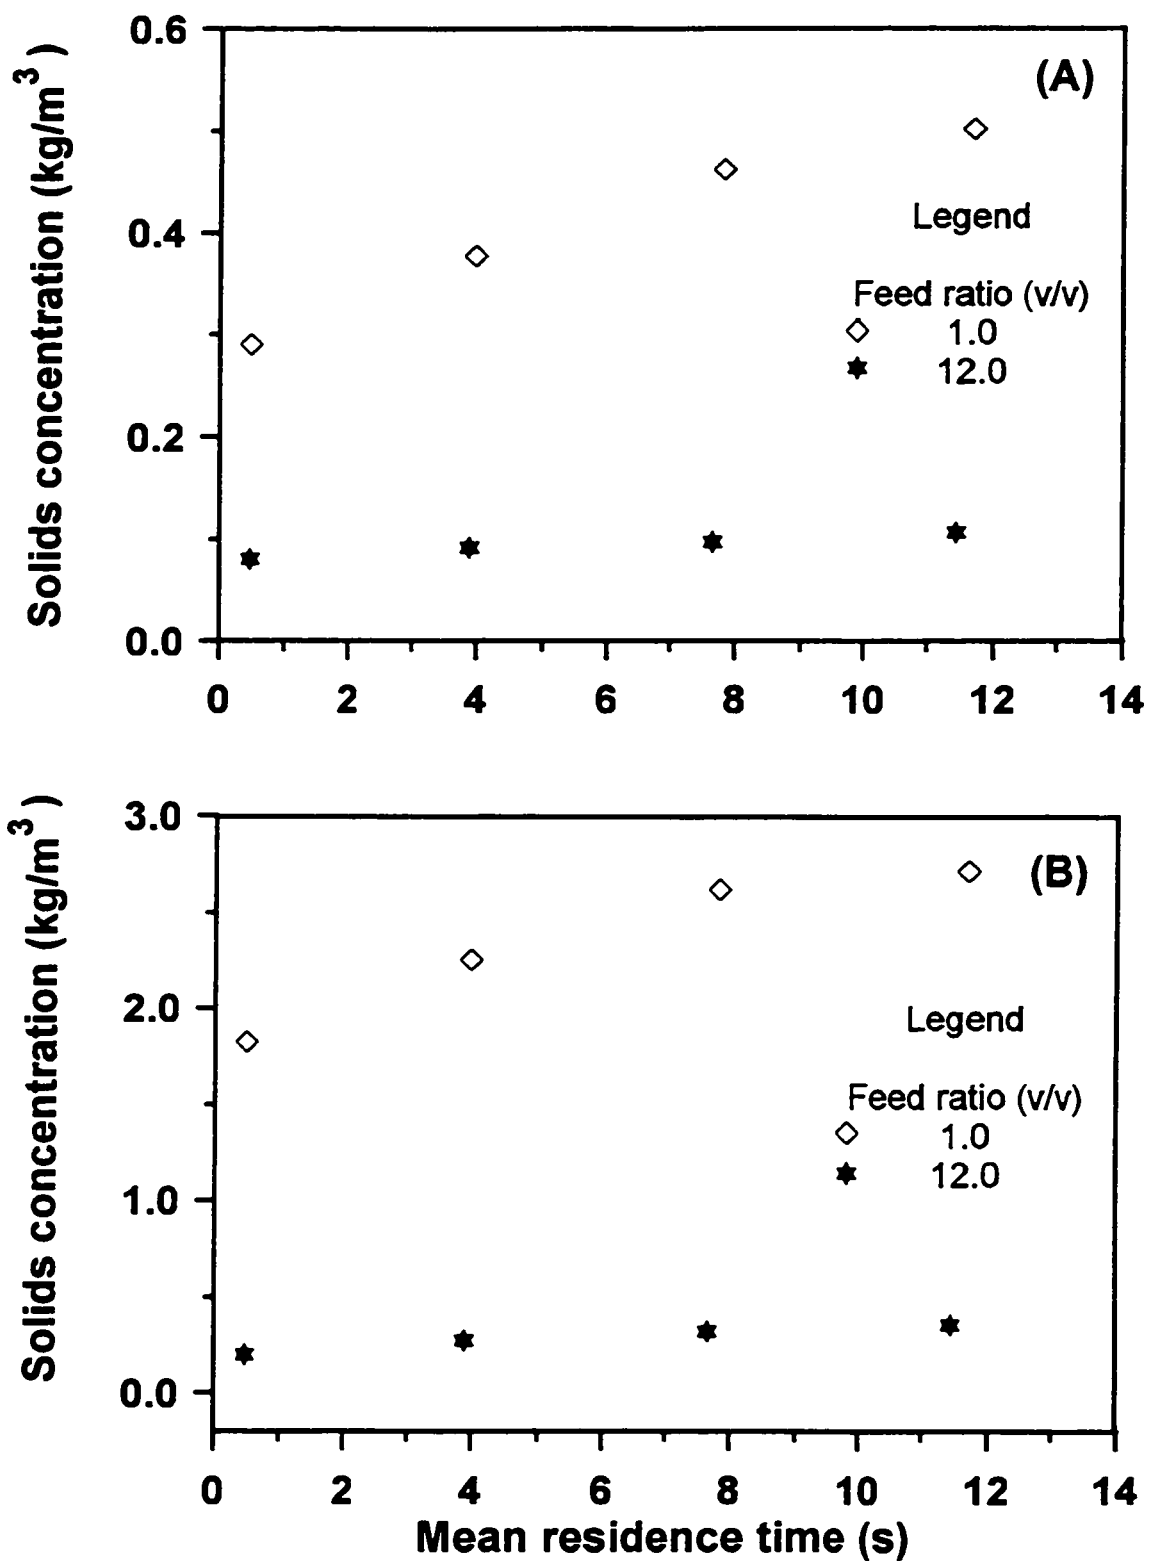 0.6
(A)
Solids concentration (kg/m³)
0.4
Legend
Feed ratio (v/v)
1.0
12.0
0.2
0.0
0 2 4 6 8 10 12 14
3.0
(B)
Solids concentration (kg/m³)
2.0
Legend
Feed ratio (v/v)
1.0
12.0
1.0
0.0
0 2 4 6 8 10 12 14
Mean residence time (s)